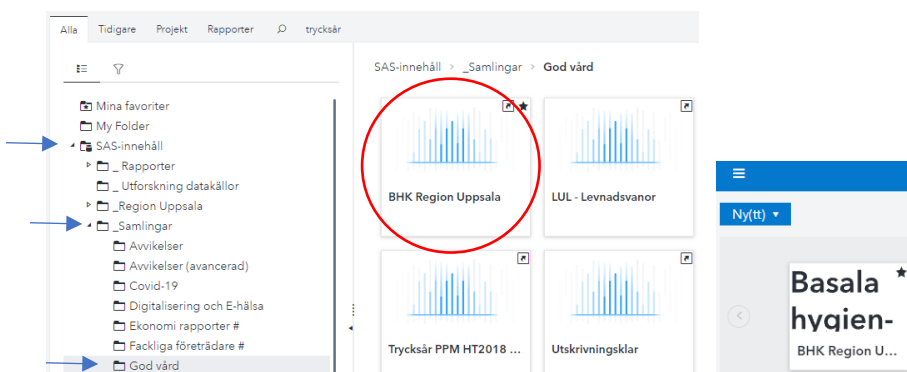 Alla Tidigare Projekt Rapporter trycksår
SAS-innehåll > _Samlingar > God vård
Mina favoriter
My Folder
SAS-innehåll
_ Rapporter
_ Utforskning datakällor
_Region Uppsala
_Samlingar
Avvikelser
Avvikelser (avancerad)
Covid-19
Digitalisering och E-hälsa
Ekonomi rapporter #
Fackliga företrädare #
God vård
BHK Region Uppsala
LUL - Levnadsvanor
Trycksår PPM HT2018 ...
Utskrivningsklar
Ny(tt)
Basala
hygien-
BHK Region U...